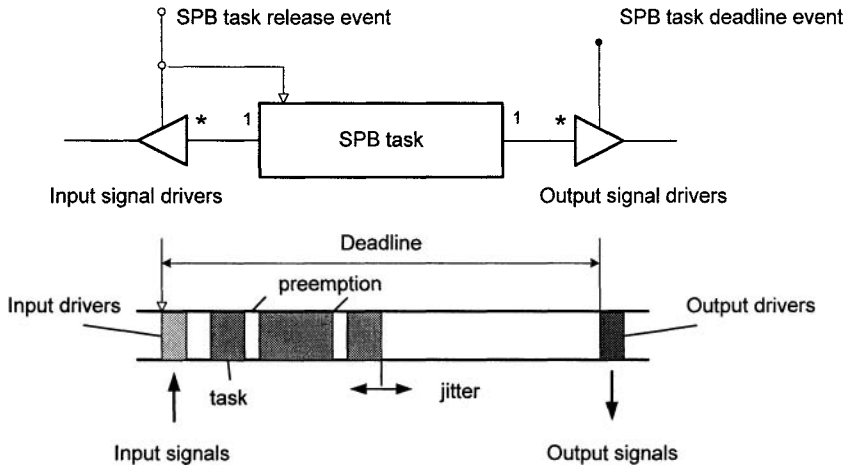 SPB task release event
SPB task deadline event
* 1
SPB task
1 *
Input signal drivers
Output signal drivers
Deadline
Input drivers
preemption
Output drivers
task
jitter
Input signals
Output signals